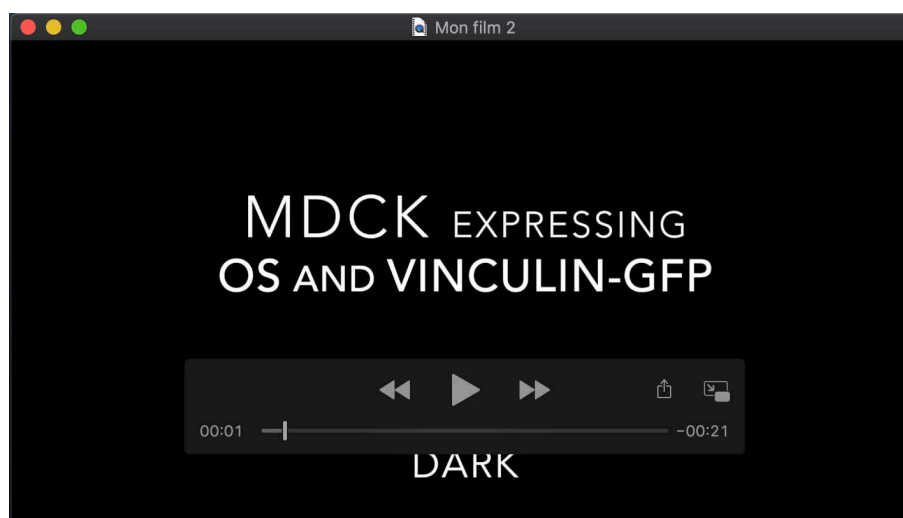 Mon film 2
MDCK EXPRESSING
OS AND VINCULIN-GFP
00:01
-00:21
DARK